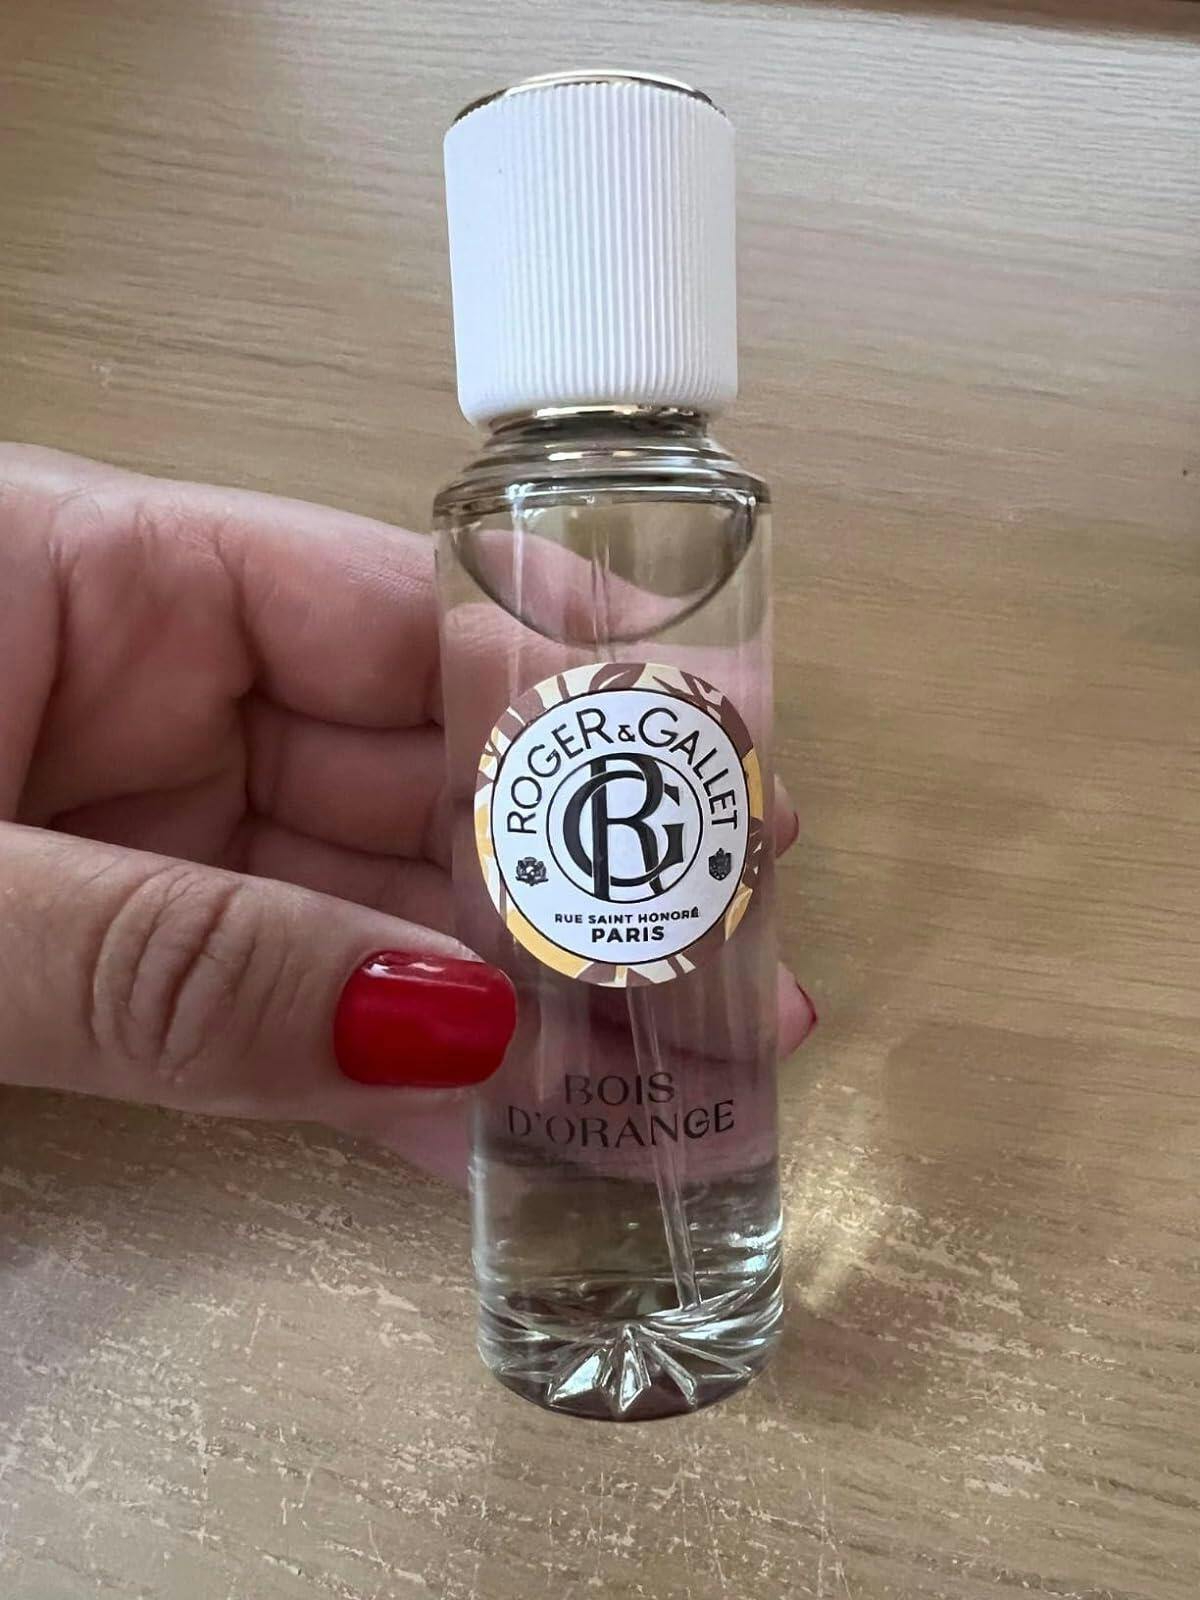 ROGER & GALLET
RG
RUE SAINT HONORÉ
PARIS
BOIS
D'ORANGE